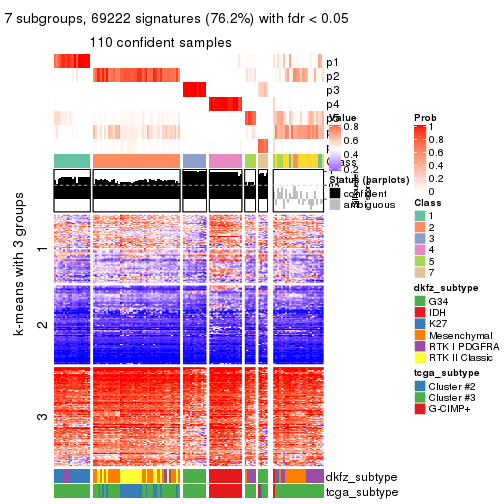 7 subgroups, 69222 signatures (76.2%) with fdr < 0.05
110 confident samples
p1
p2
p3
p4
Class
k-means with 3 groups
1
2
3
dkfz_subtype
tcga_subtype
Value
0.8
0.6
0.4
0.2
Status (barplots)
confident
ambiguous
Prob
1
0.8
0.6
0.4
0.2
0
Class
1
2
3
4
5
7
dkfz_subtype
G34
IDH
K27
Mesenchymal
RTK I PDGFRA
RTK II Classic
tcga_subtype
Cluster #2
Cluster #3
G-CIMP+